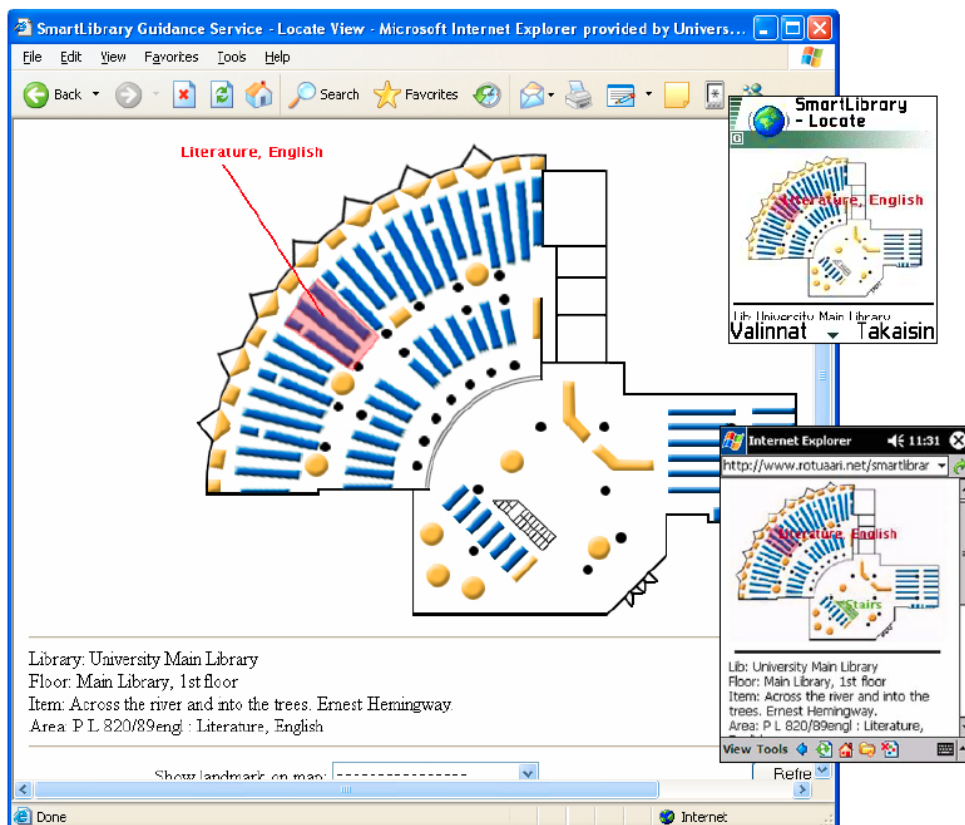 SmartLibrary Guidance Service - Locate View - Microsoft Internet Explorer provided by Univers...
File Edit View Favorites Tools Help
Back Search Favorites
Literature, English
Library: University Main Library
Floor: Main Library, 1st floor
Item: Across the river and into the trees. Ernest Hemingway.
Area: P L 820/89engl : Literature, English
Show landmark on map: ---------------- Refre
Done Internet
SmartLibrary
- Locate
G
Literature, English
Lib: University Main Library
Valinnat Takaisin
Internet Explorer 11:31
http://www.rotuaari.net/smartlibrar
Literature, English
Stairs
Lib: University Main Library
Floor: Main Library, 1st floor
Item: Across the river and into the
trees. Ernest Hemingway.
Area: P L 820/89engl : Literature,
View Tools